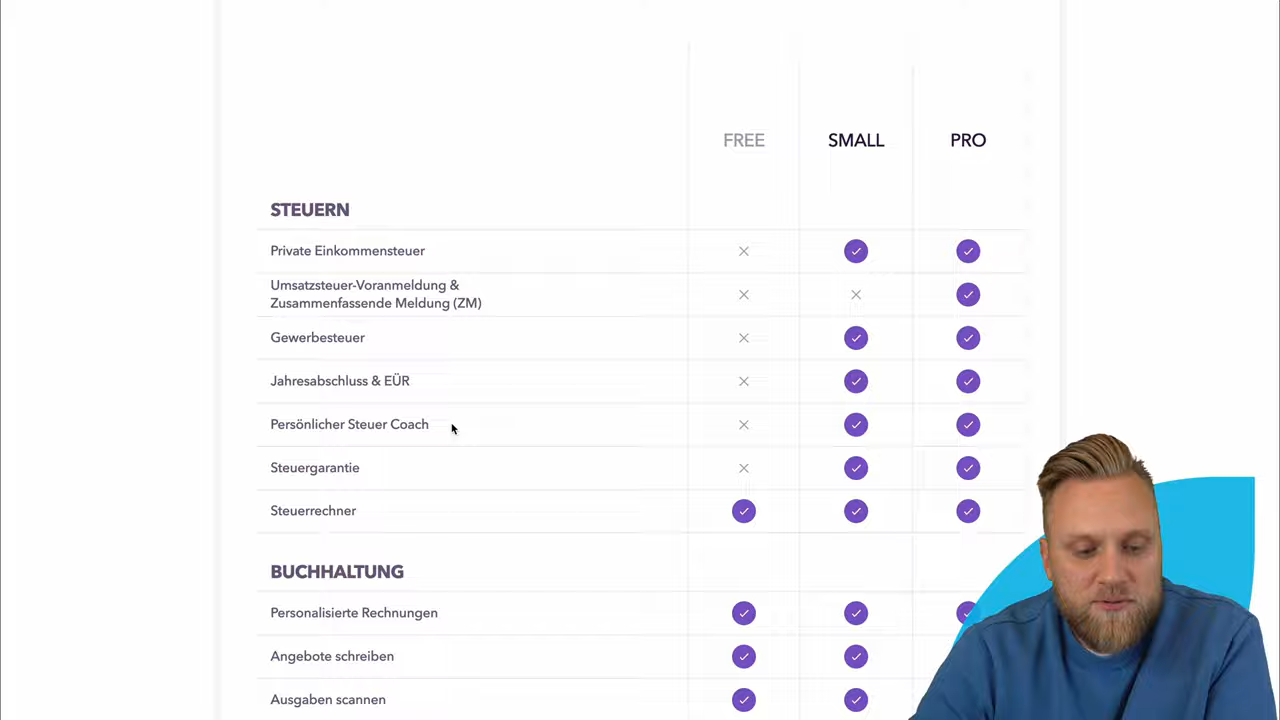 FREE SMALL PRO
STEUERN
Private Einkommensteuer
Umsatzsteuer-Voranmeldung &
Zusammenfassende Meldung (ZM)
Gewerbesteuer
Jahresabschluss & EÜR
Persönlicher Steuer Coach
Steuergarantie
Steuerrechner
BUCHHALTUNG
Personalisierte Rechnungen
Angebote schreiben
Ausgaben scannen